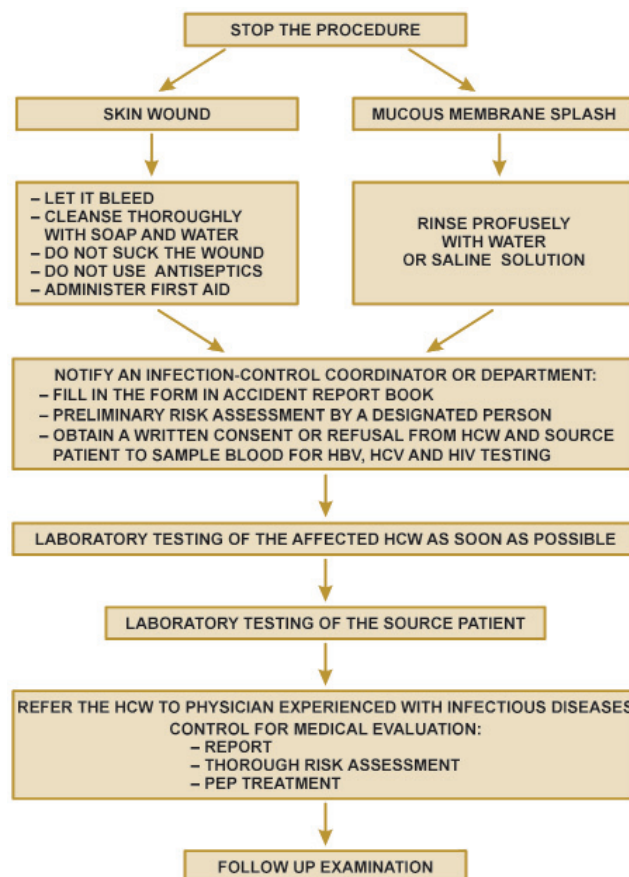 STOP THE PROCEDURE
SKIN WOUND
MUCOUS MEMBRANE SPLASH
– LET IT BLEED
– CLEANSE THOROUGHLY
WITH SOAP AND WATER
– DO NOT SUCK THE WOUND
– DO NOT USE ANTISEPTICS
– ADMINISTER FIRST AID
RINSE PROFUSELY
WITH WATER
OR SALINE SOLUTION
NOTIFY AN INFECTION-CONTROL COORDINATOR OR DEPARTMENT:
– FILL IN THE FORM IN ACCIDENT REPORT BOOK
– PRELIMINARY RISK ASSESSMENT BY A DESIGNATED PERSON
– OBTAIN A WRITTEN CONSENT OR REFUSAL FROM HCW AND SOURCE
PATIENT TO SAMPLE BLOOD FOR HBV, HCV AND HIV TESTING
LABORATORY TESTING OF THE AFFECTED HCW AS SOON AS POSSIBLE
LABORATORY TESTING OF THE SOURCE PATIENT
REFER THE HCW TO PHYSICIAN EXPERIENCED WITH INFECTIOUS DISEASES
CONTROL FOR MEDICAL EVALUATION:
– REPORT
– THOROUGH RISK ASSESSMENT
– PEP TREATMENT
FOLLOW UP EXAMINATION